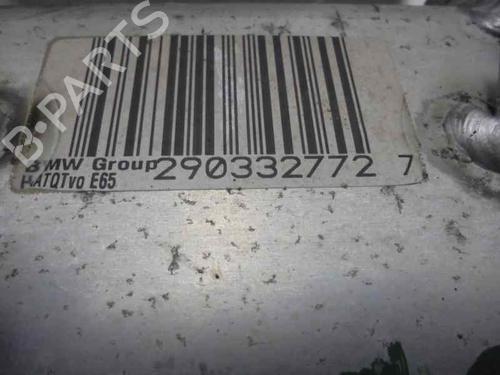 B-PARTS
BMW Group 290332772 7
HATQTvo E65